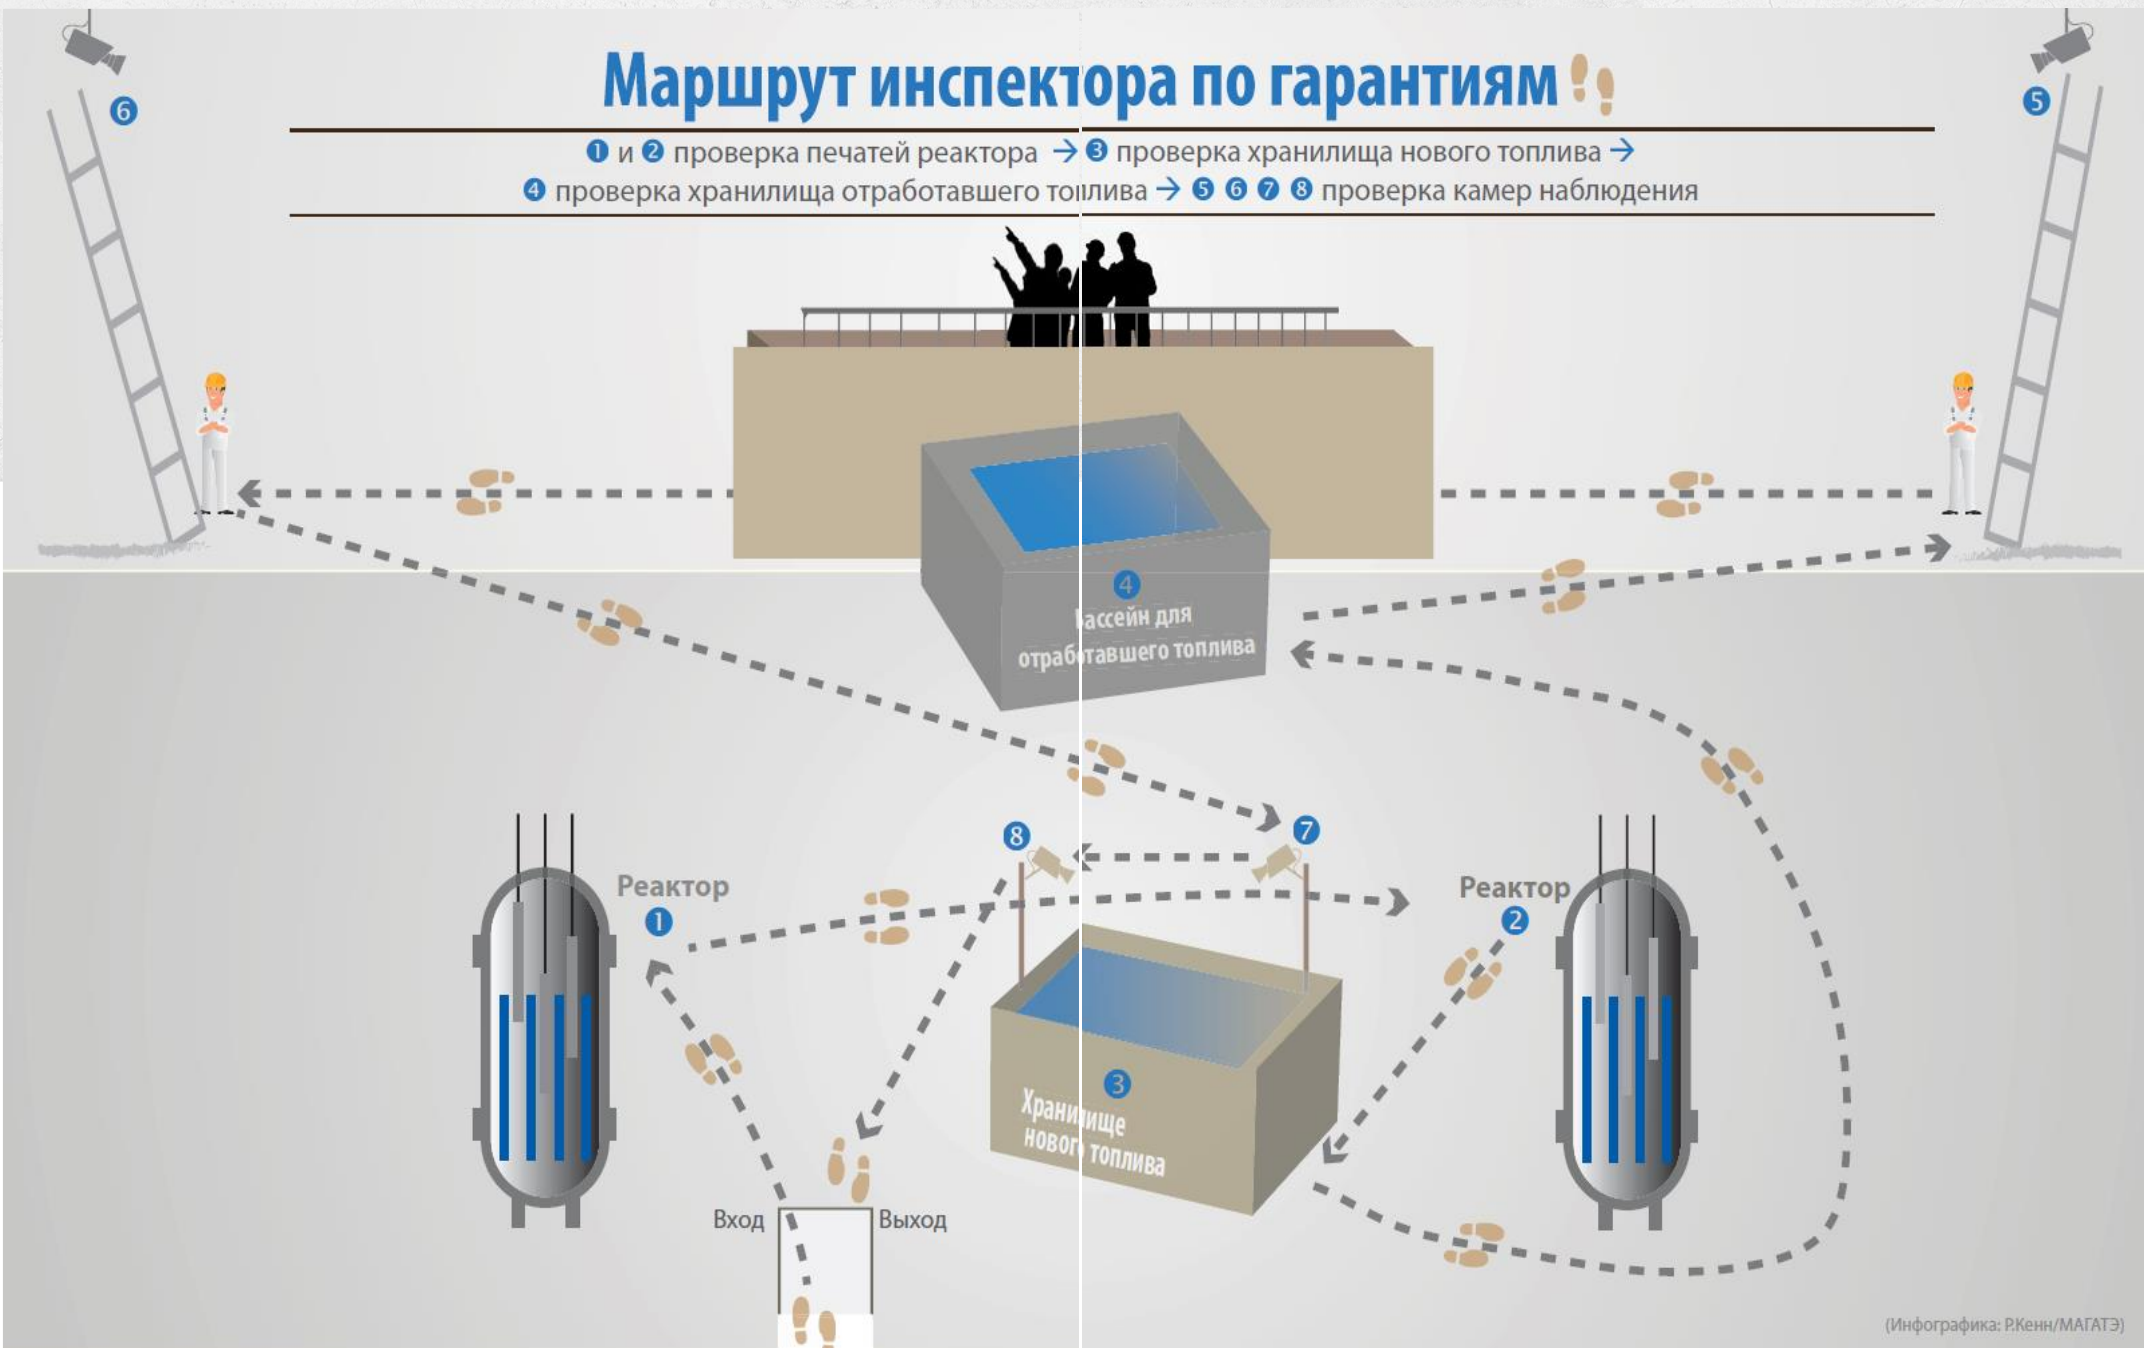 Маршрут инспектора по гарантиям
1 и 2 проверка печатей реактора → 3 проверка хранилища нового топлива →
4 проверка хранилища отработавшего топлива → 5 6 7 8 проверка камер наблюдения
6
5
4
Бассейн для
отработавшего топлива
8
7
Реактор
1
Реактор
2
3
Хранилище
нового топлива
Вход
Выход
(Инфографика: Р.Кенн/МАГАТЭ)